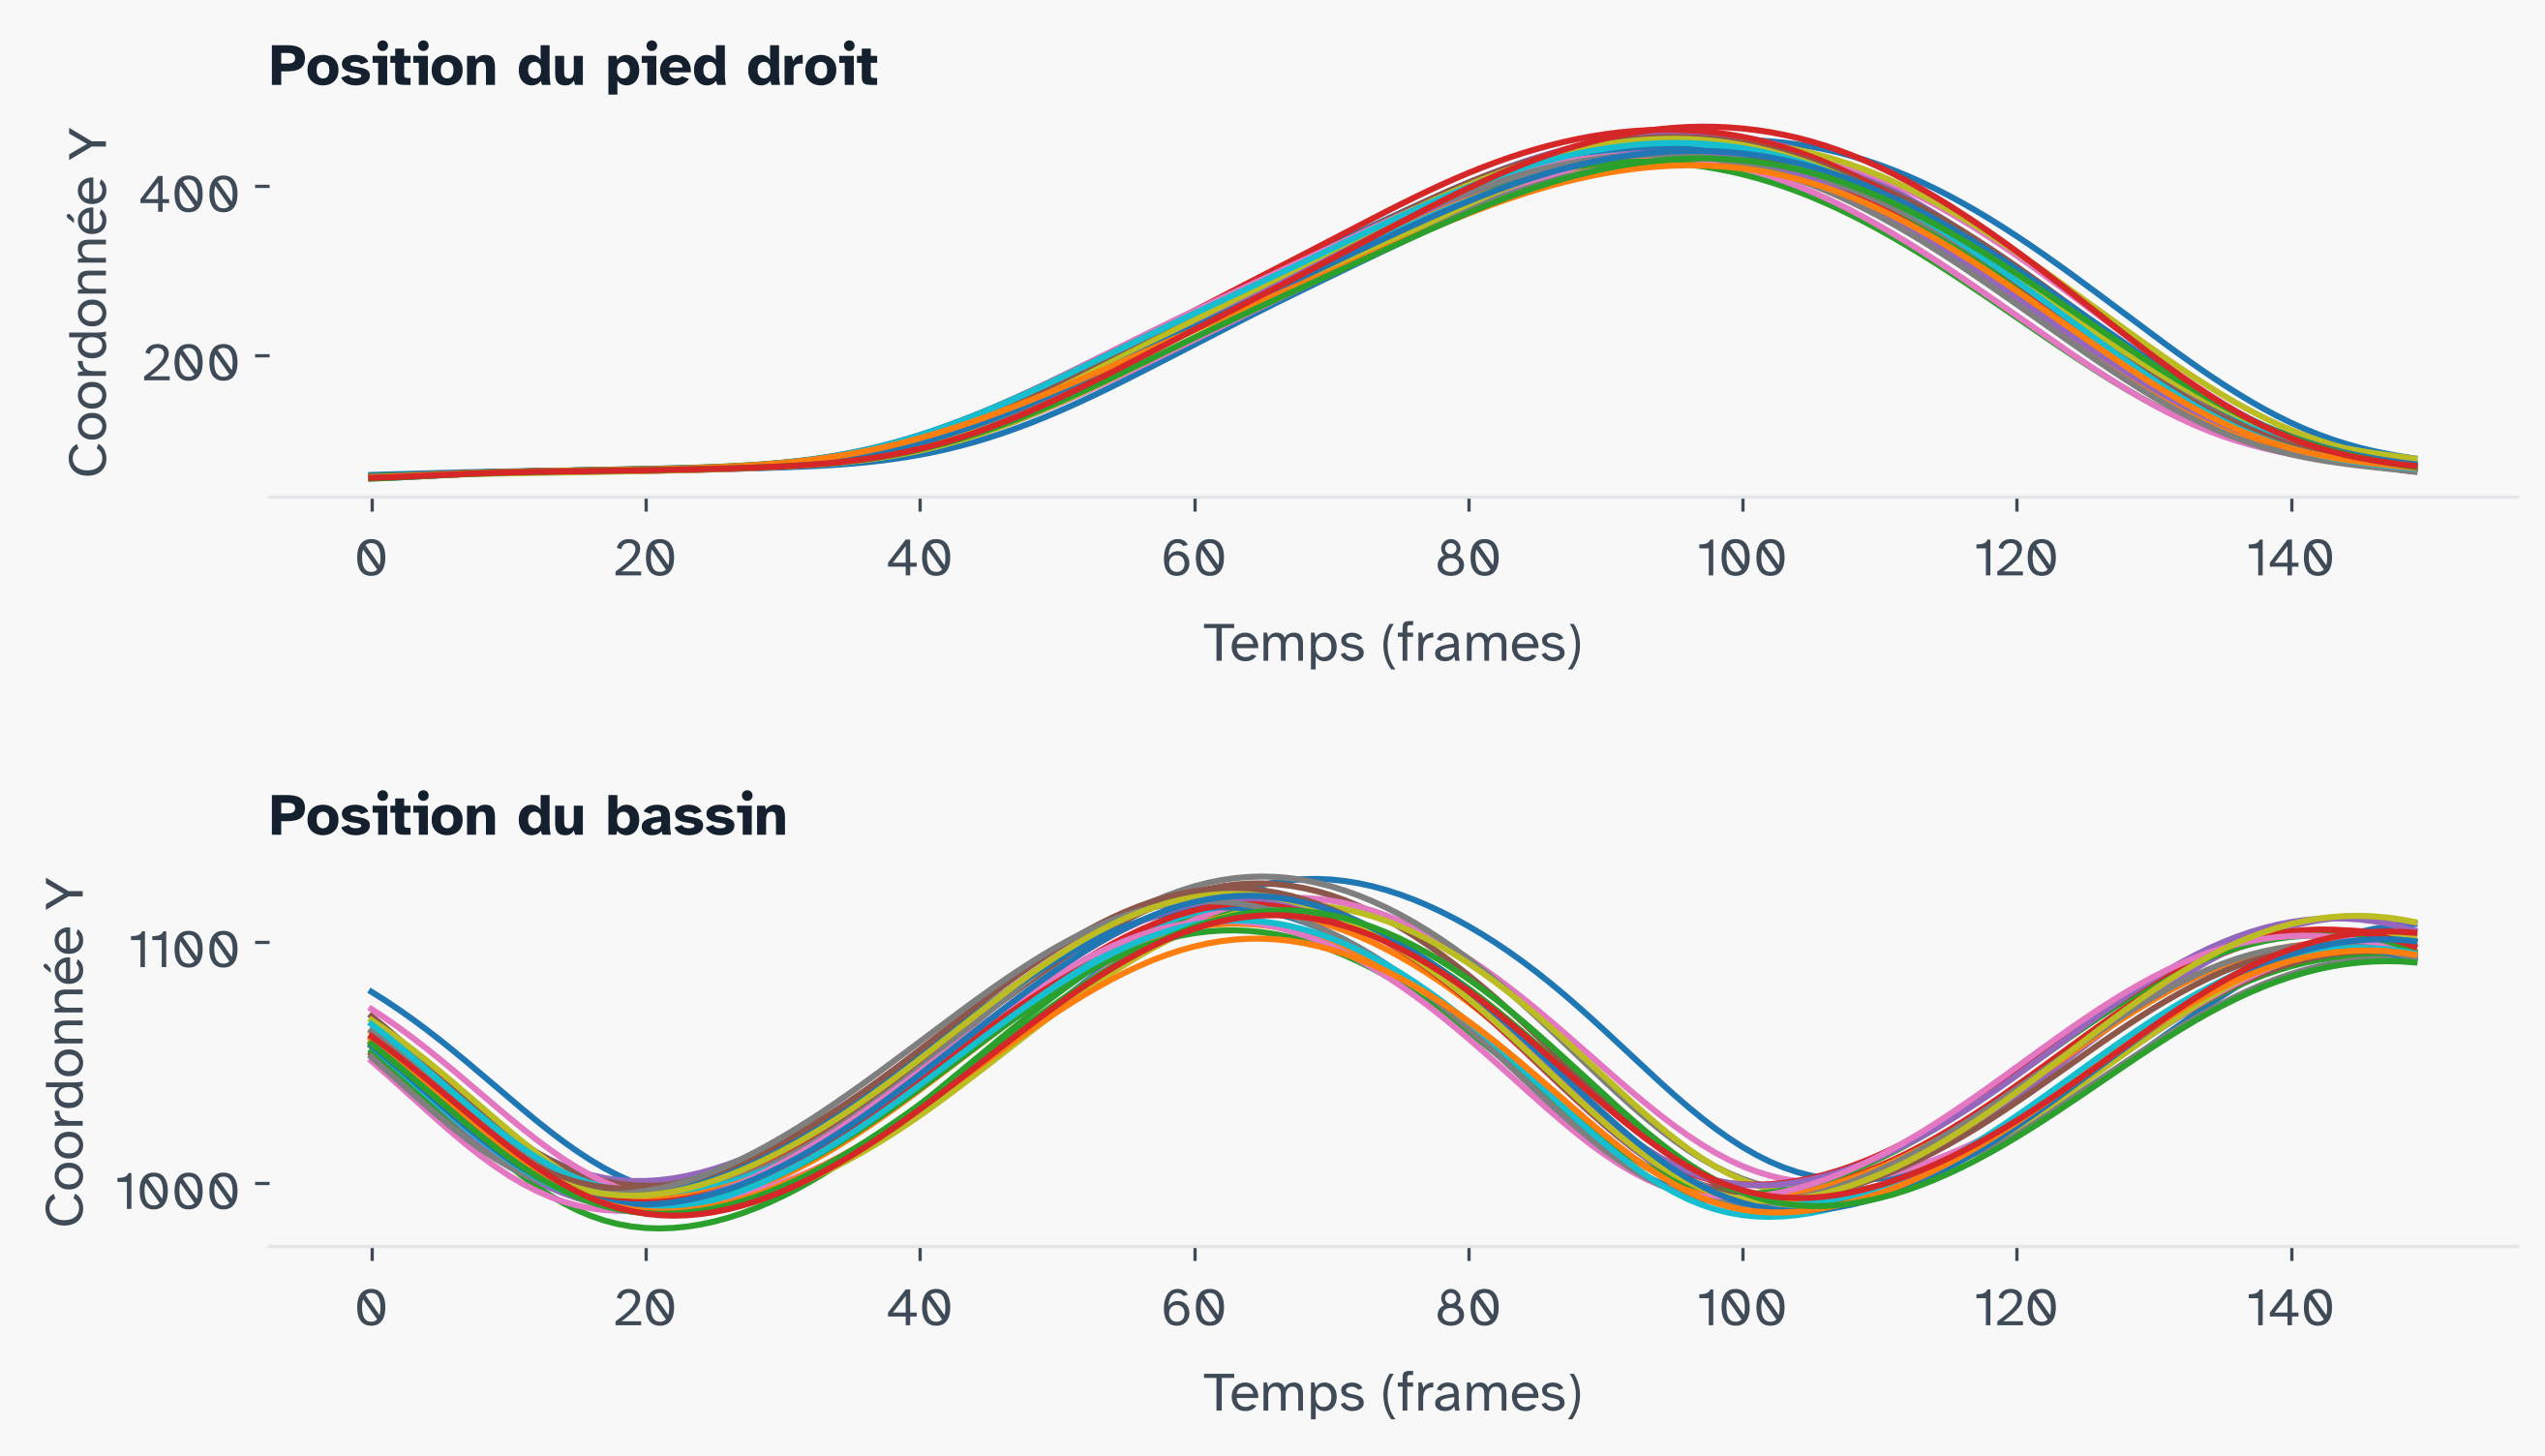 Position du pied droit
Coordonnée Y
400
200
0 20 40 60 80 100 120 140
Temps (frames)
Position du bassin
Coordonnée Y
1100
1000
0 20 40 60 80 100 120 140
Temps (frames)